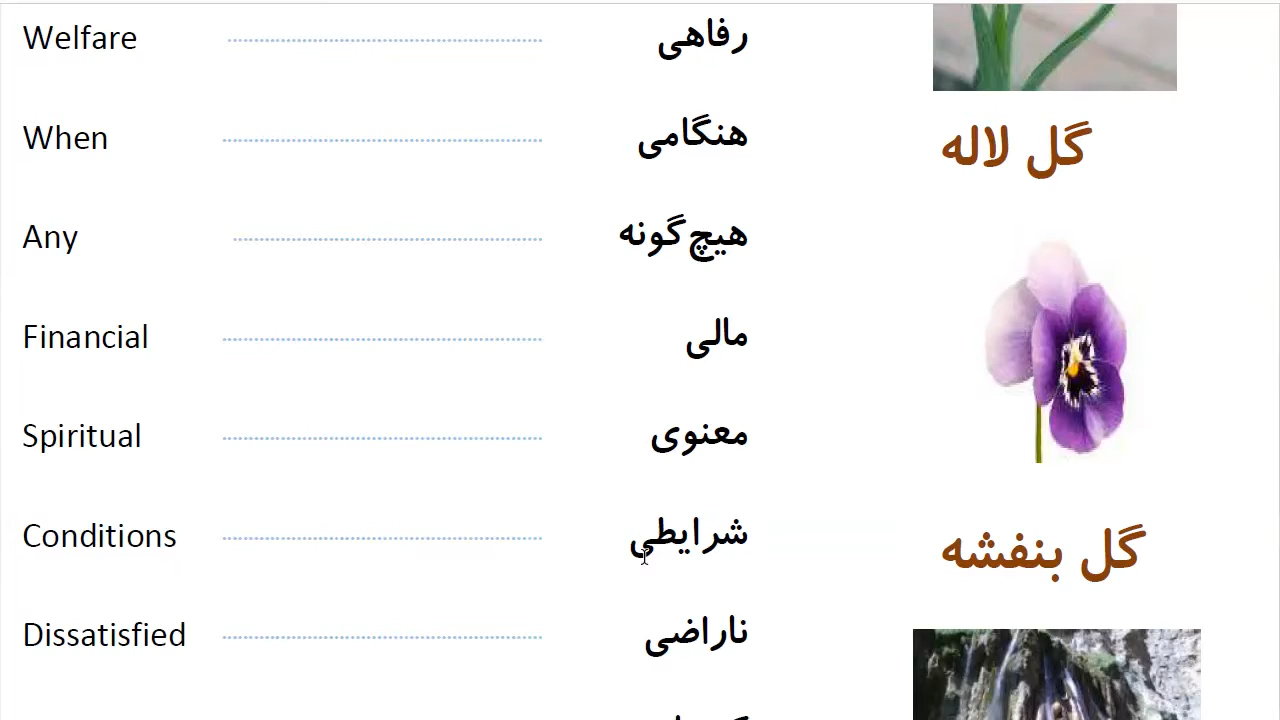 Welfare رفاهی
When هنگامی
گل لاله
Any هیچ‌گونه
Financial مالی
Spiritual معنوی
Conditions شرایطی
گل بنفشه
Dissatisfied ناراضی